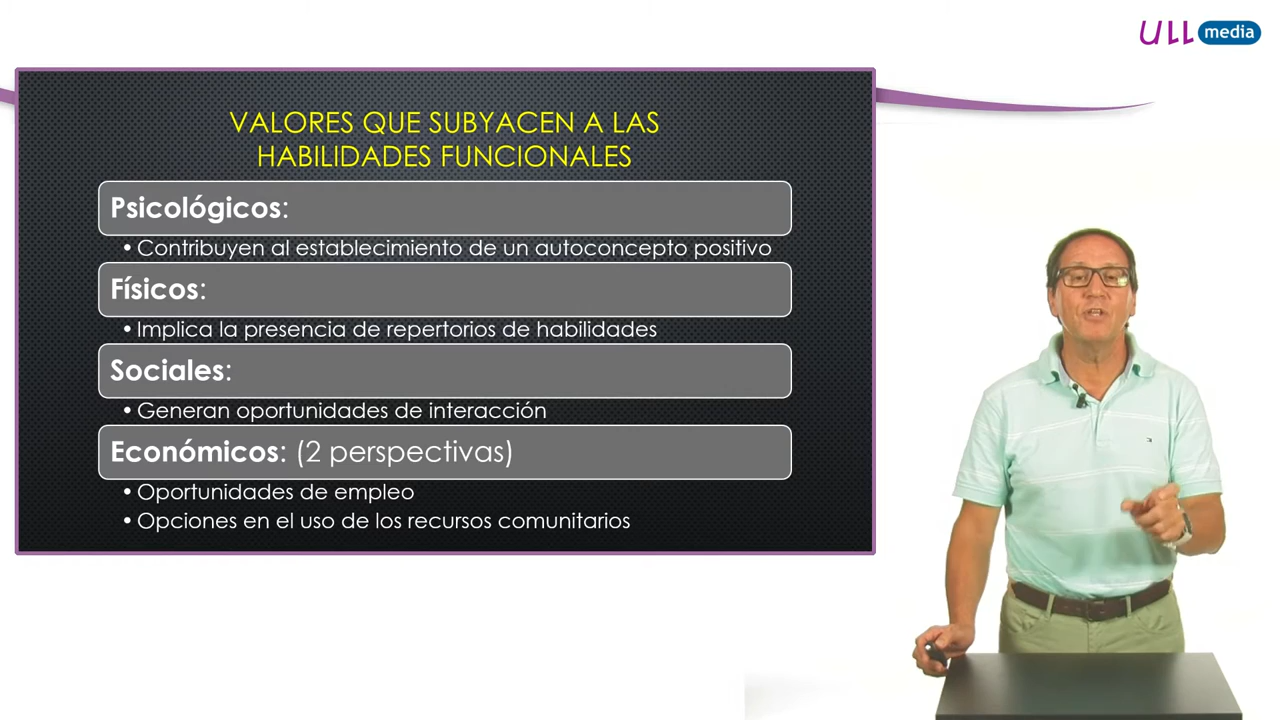 ULL media
VALORES QUE SUBYACEN A LAS
HABILIDADES FUNCIONALES
Psicológicos:
• Contribuyen al establecimiento de un autoconcepto positivo
Físicos:
• Implica la presencia de repertorios de habilidades
Sociales:
• Generan oportunidades de interacción
Económicos: (2 perspectivas)
• Oportunidades de empleo
• Opciones en el uso de los recursos comunitarios